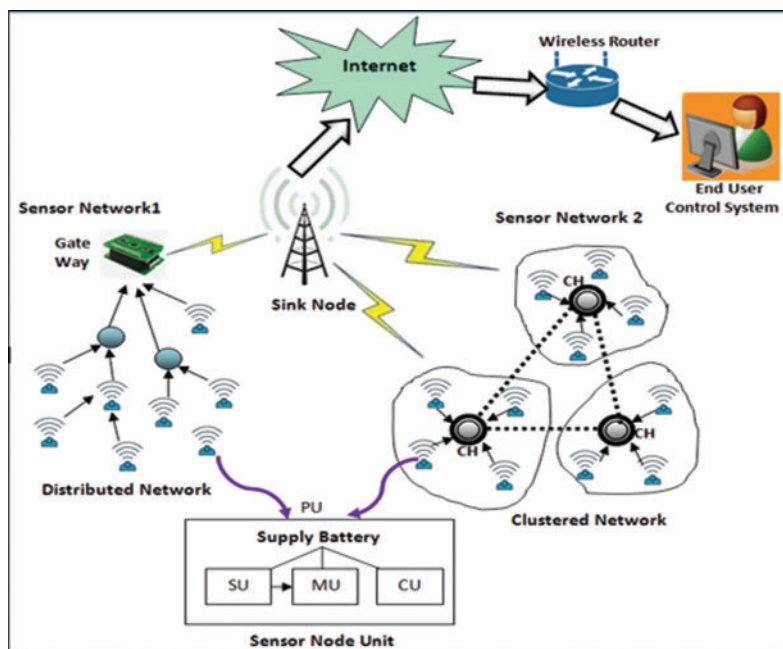 Wireless Router
Internet
End User
Control System
Sensor Network1
Gate
Way
Sink Node
Sensor Network 2
CH
CH
CH
Distributed Network
Clustered Network
PU
Supply Battery
SU
MU
CU
Sensor Node Unit